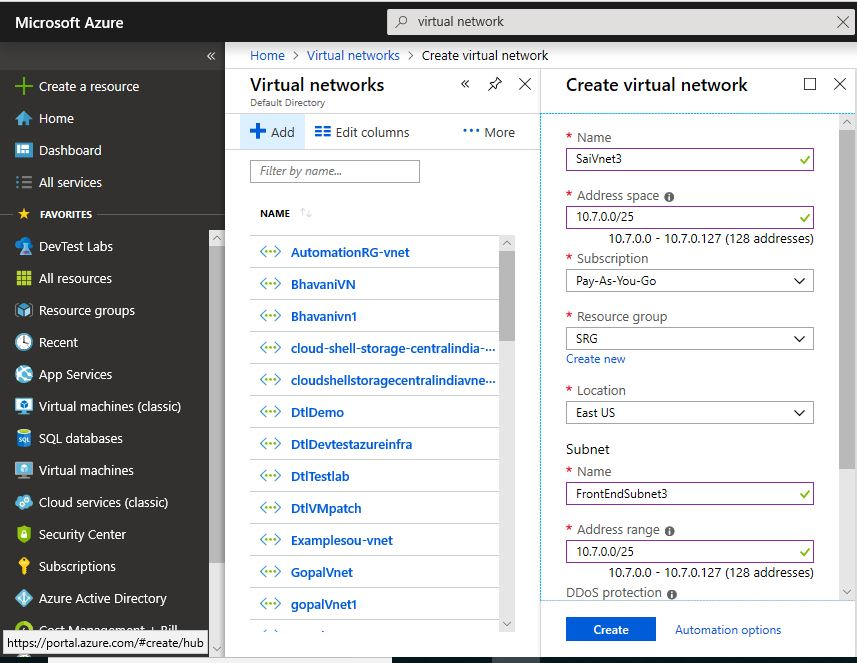 Microsoft Azure
virtual network
Home > Virtual networks > Create virtual network
Create a resource
Home
Dashboard
All services
FAVORITES
DevTest Labs
All resources
Resource groups
Recent
App Services
Virtual machines (classic)
SQL databases
Virtual machines
Cloud services (classic)
Security Center
Subscriptions
Azure Active Directory
Cost Management + Bill
https://portal.azure.com/#create/hub
Virtual networks
Default Directory
Add
Edit columns
More
Filter by name...
NAME
AutomationRG-vnet
BhavaniVN
Bhavanivn1
cloud-shell-storage-centralindia-···
cloudshellstoragecentralindiavne···
DtlDemo
DtlDevtestazureinfra
DtlTestlab
DtlVMpatch
Examplesou-vnet
GopalVnet
gopalVnet1
Create virtual network
* Name
SaiVnet3
* Address space
10.7.0.0/25
10.7.0.0 - 10.7.0.127 (128 addresses)
* Subscription
Pay-As-You-Go
* Resource group
SRG
Create new
* Location
East US
Subnet
* Name
FrontEndSubnet3
* Address range
10.7.0.0/25
10.7.0.0 - 10.7.0.127 (128 addresses)
DDoS protection
Create
Automation options